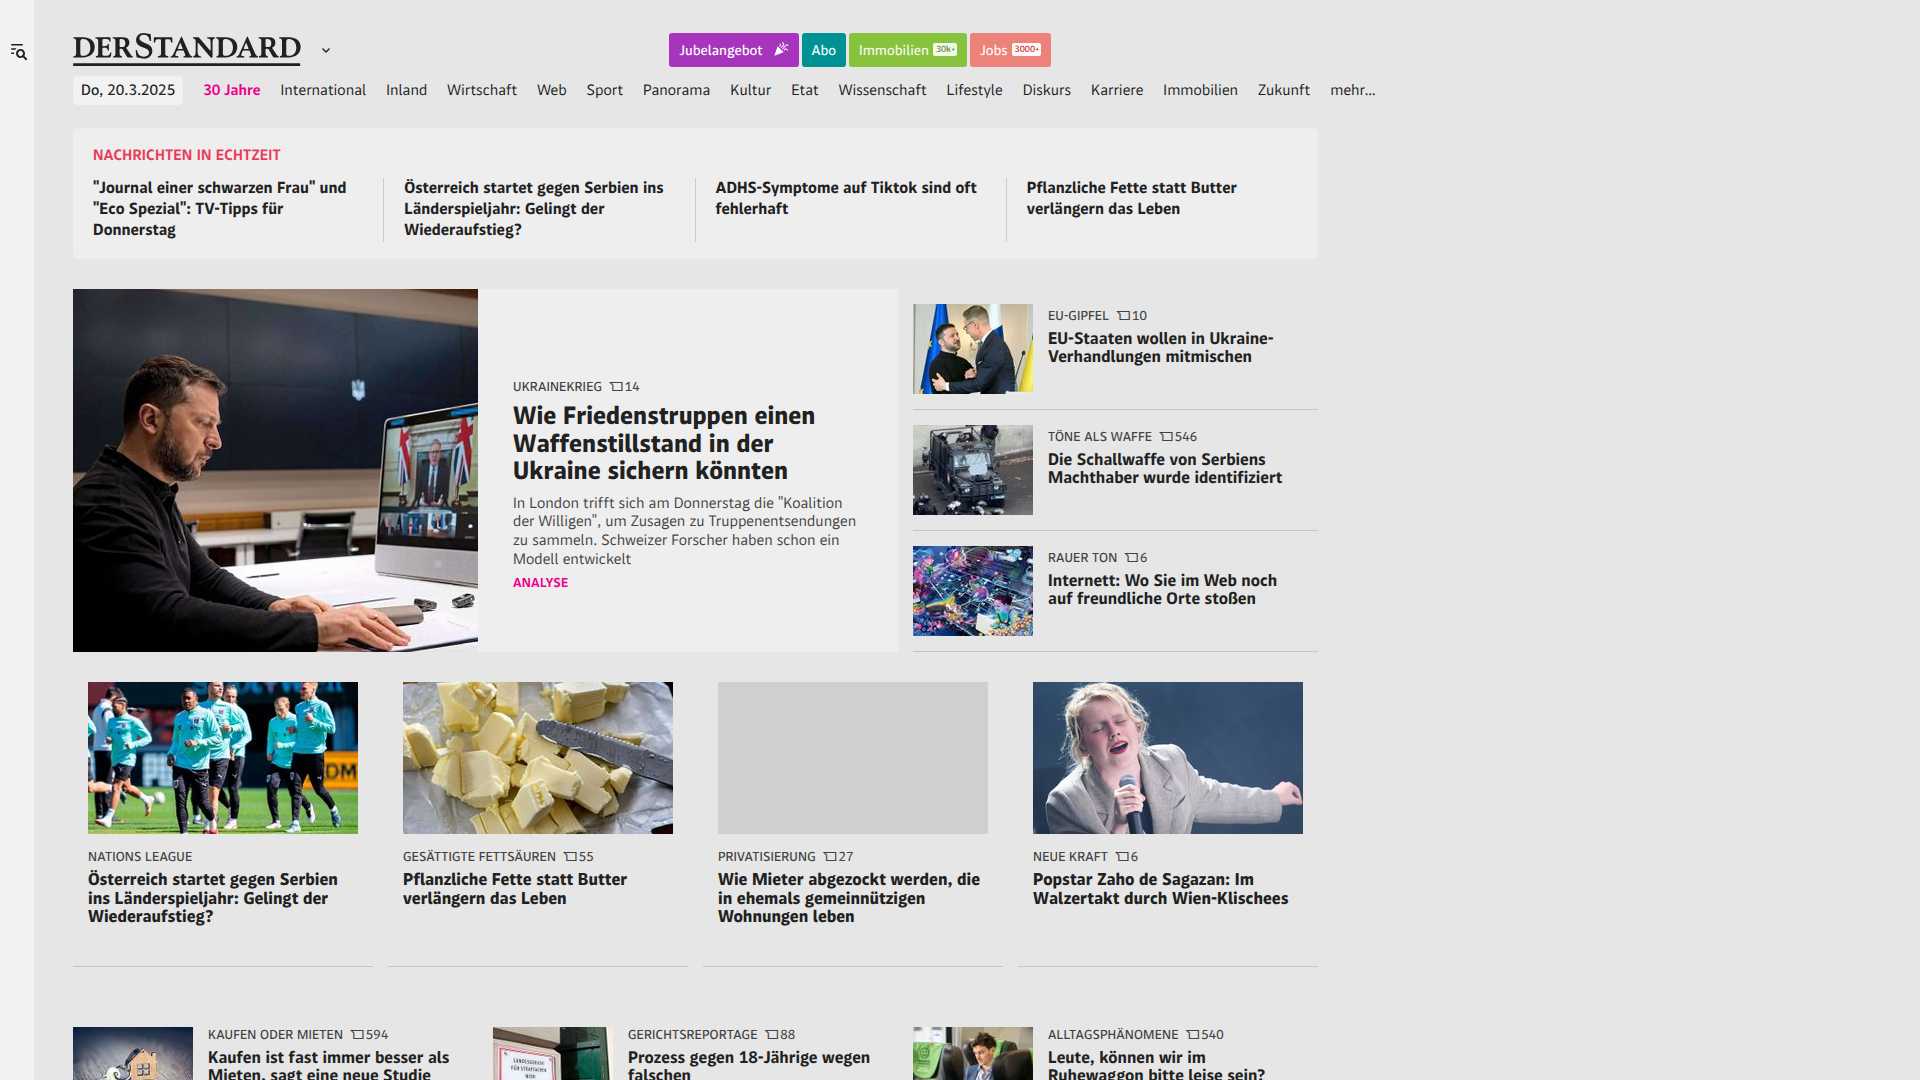 DERSTANDARD
Jubelangebot
Abo
Immobilien 30k+
Jobs 3000+
Do, 20.3.2025
30 Jahre
International
Inland
Wirtschaft
Web
Sport
Panorama
Kultur
Etat
Wissenschaft
Lifestyle
Diskurs
Karriere
Immobilien
Zukunft
mehr...
NACHRICHTEN IN ECHTZEIT
"Journal einer schwarzen Frau" und
"Eco Spezial": TV-Tipps für
Donnerstag
Österreich startet gegen Serbien ins
Länderspieljahr: Gelingt der
Wiederaufstieg?
ADHS-Symptome auf Tiktok sind oft
fehlerhaft
Pflanzliche Fette statt Butter
verlängern das Leben
UKRAINEKRIEG 14
Wie Friedenstruppen einen
Waffenstillstand in der
Ukraine sichern könnten
In London trifft sich am Donnerstag die "Koalition
der Willigen", um Zusagen zu Truppenentsendungen
zu sammeln. Schweizer Forscher haben schon ein
Modell entwickelt
ANALYSE
EU-GIPFEL 10
EU-Staaten wollen in Ukraine-
Verhandlungen mitmischen
TÖNE ALS WAFFE 546
Die Schallwaffe von Serbiens
Machthaber wurde identifiziert
RAUER TON 6
Internett: Wo Sie im Web noch
auf freundliche Orte stoßen
NATIONS LEAGUE
Österreich startet gegen Serbien
ins Länderspieljahr: Gelingt der
Wiederaufstieg?
GESÄTTIGTE FETTSÄUREN 55
Pflanzliche Fette statt Butter
verlängern das Leben
PRIVATISIERUNG 27
Wie Mieter abgezockt werden, die
in ehemals gemeinnützigen
Wohnungen leben
NEUE KRAFT 6
Popstar Zaho de Sagazan: Im
Walzertakt durch Wien-Klischees
KAUFEN ODER MIETEN 594
Kaufen ist fast immer besser als
Mieten, sagt eine neue Studie
LANDESGERICHT
FÜR STRAFSACHEN
WIEN
GERICHTSREPORTAGE 88
Prozess gegen 18-Jährige wegen
falschen
ALLTAGSPHÄNOMENE 540
Leute, können wir im
Ruhewaggon bitte leise sein?